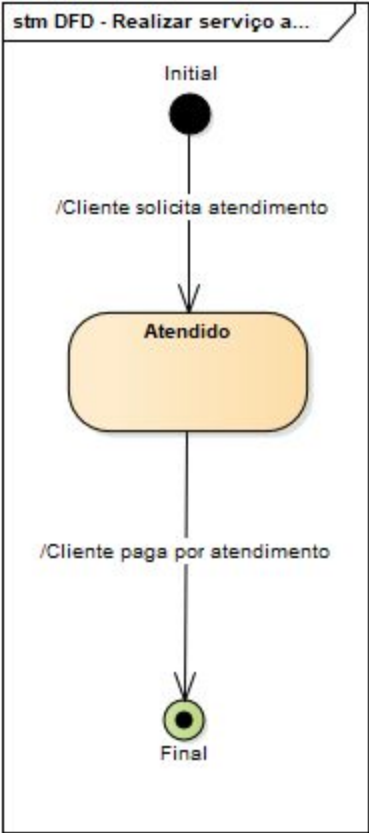 stm DFD - Realizar serviço a...
Initial
/Cliente solicita atendimento
Atendido
/Cliente paga por atendimento
Final